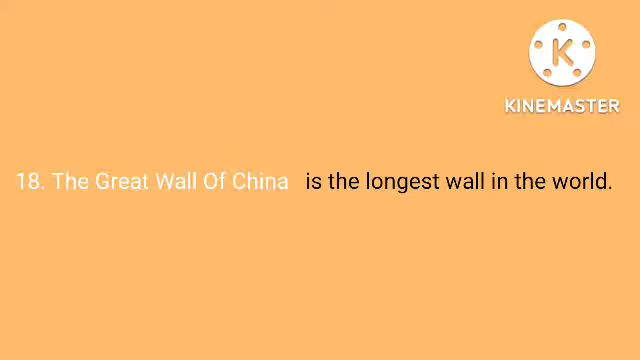 K
KINEMASTER
18. The Great Wall Of China is the longest wall in the world.